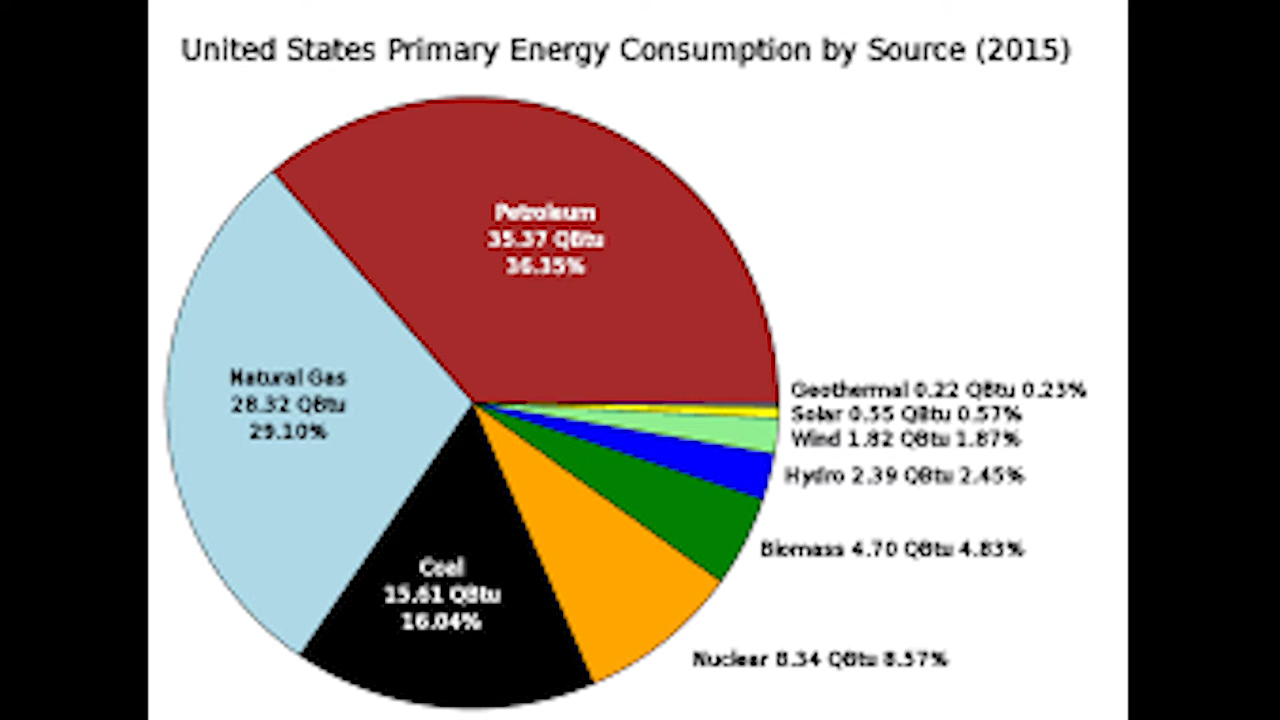 United States Primary Energy Consumption by Source (2015)
Petroleum
35.37 QBtu
36.35%
Natural Gas
28.32 QBtu
29.10%
Coal
15.61 QBtu
16.04%
Geothermal 0.22 QBtu 0.23%
Solar 0.55 QBtu 0.57%
Wind 1.82 QBtu 1.87%
Hydro 2.39 QBtu 2.45%
Biomass 4.70 QBtu 4.83%
Nuclear 8.34 QBtu 8.57%